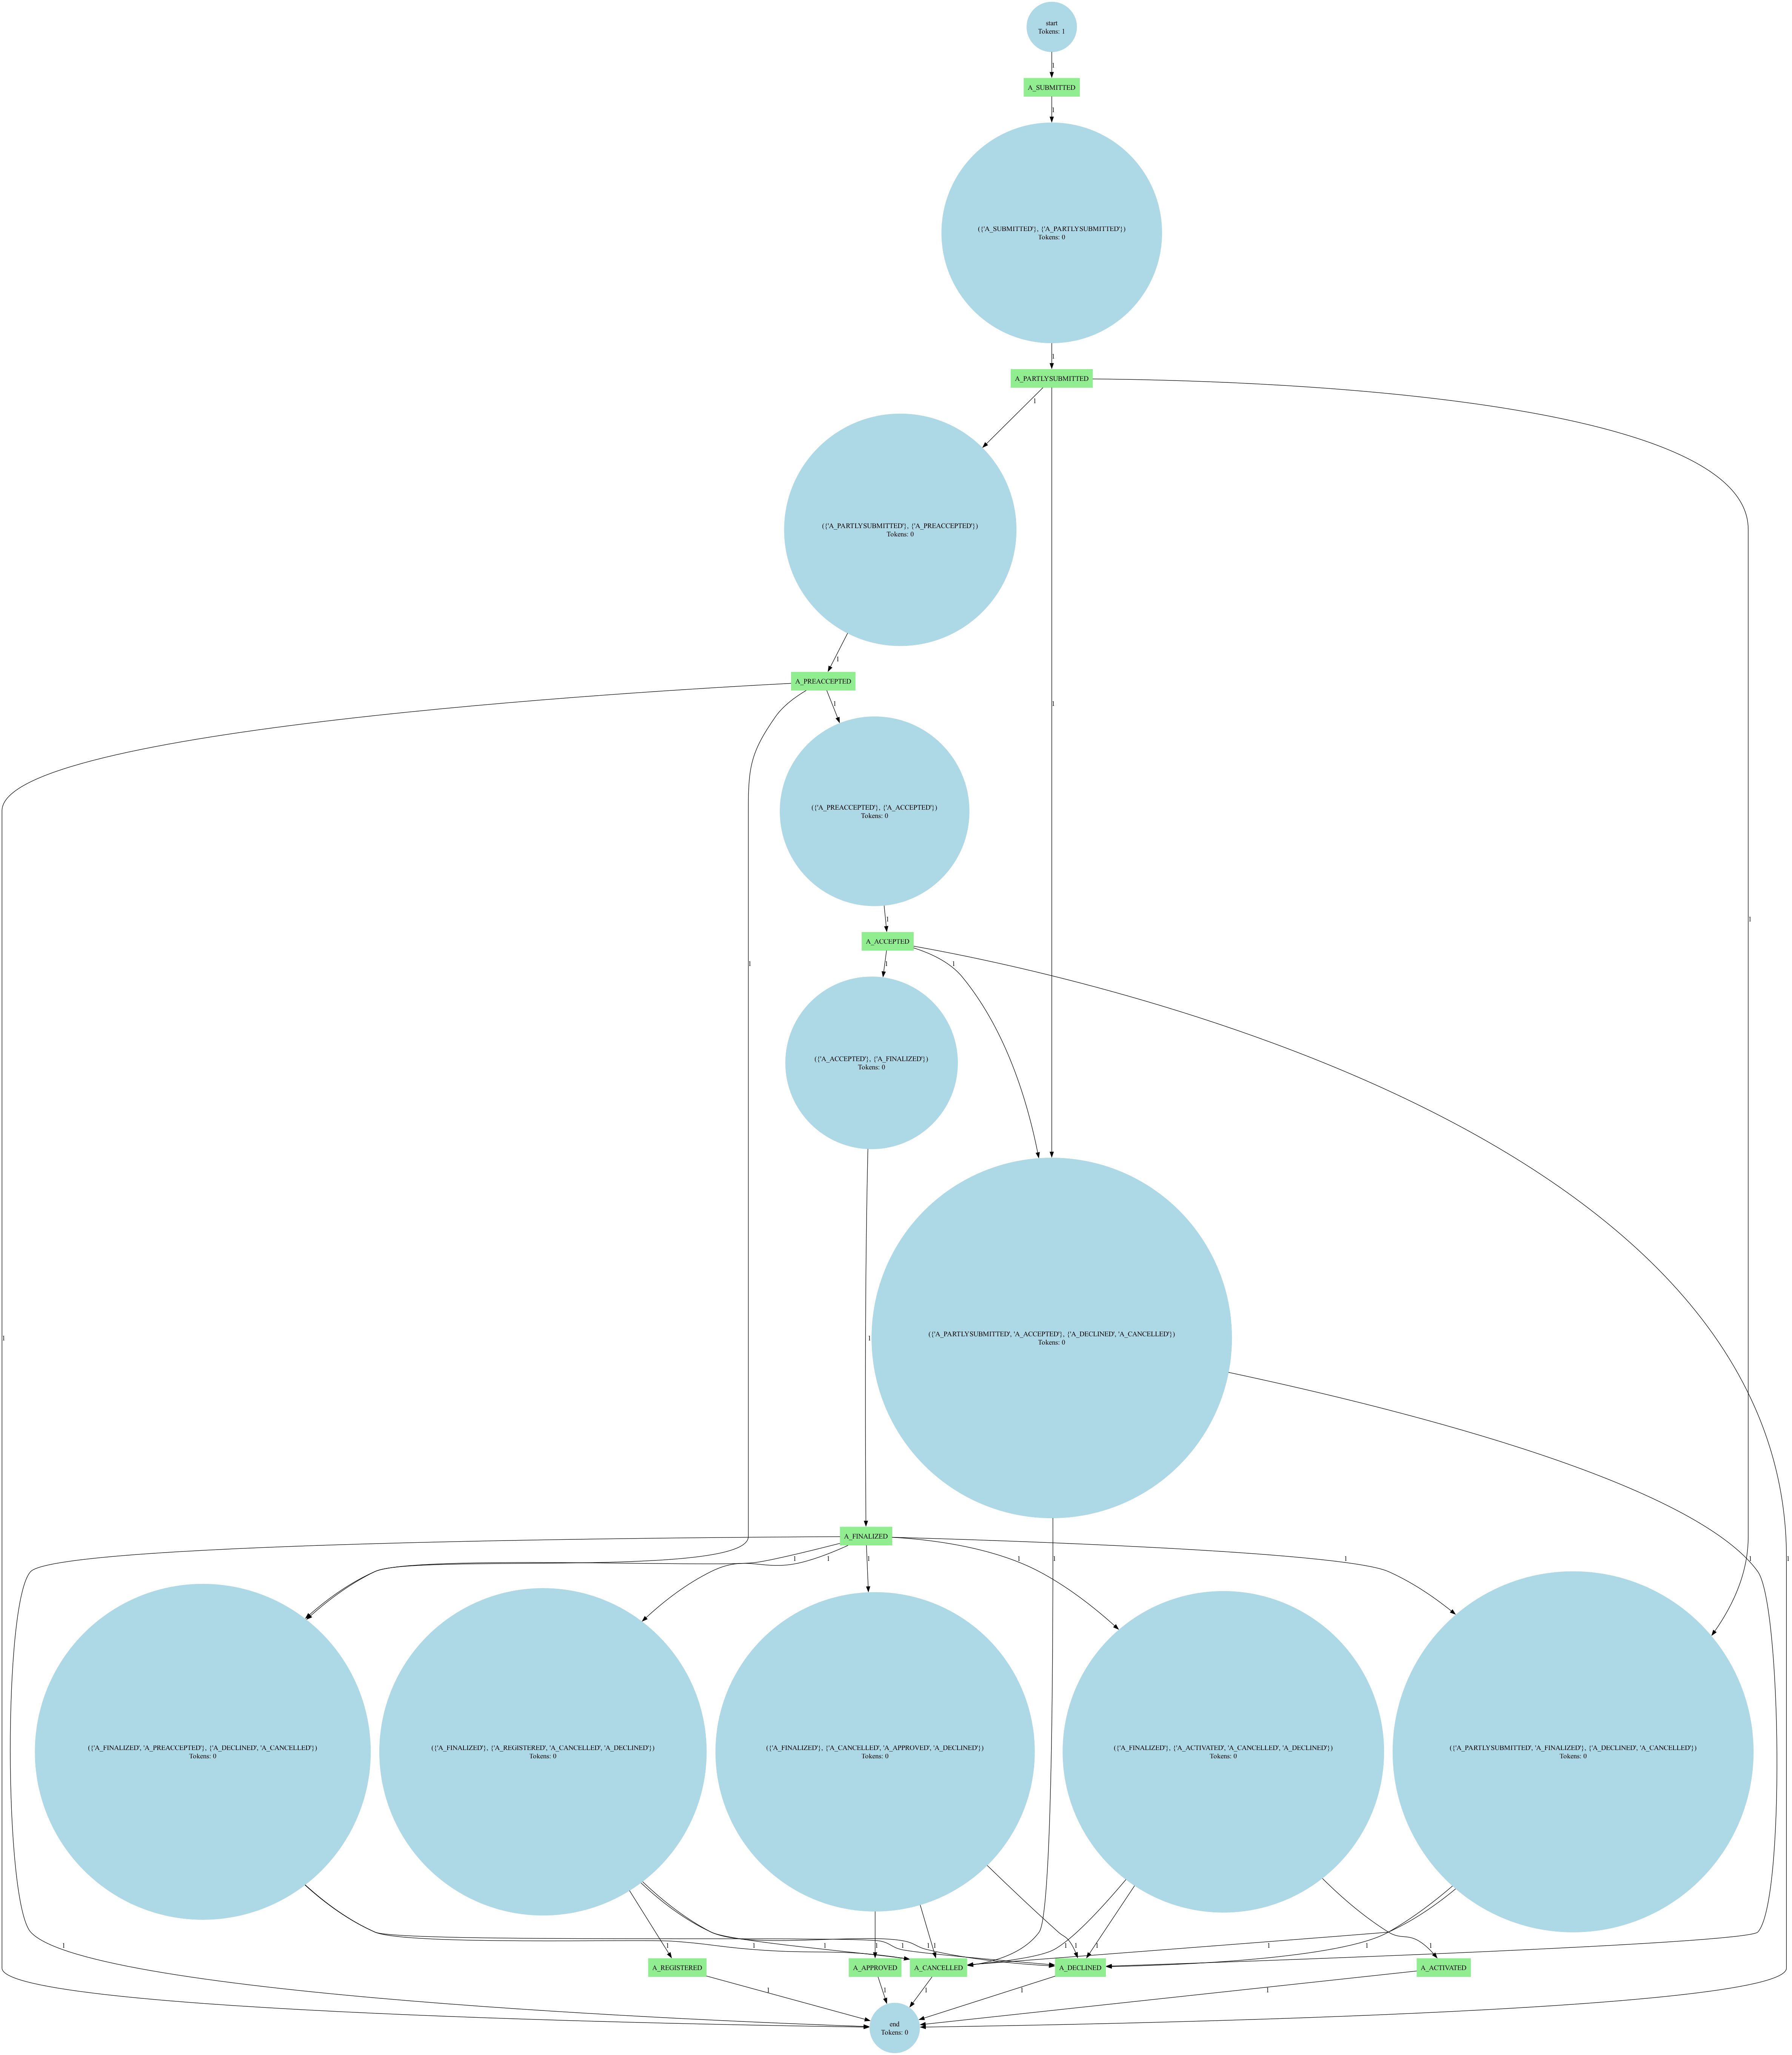 start
Tokens: 1
1
A_SUBMITTED
1
({'A_SUBMITTED'}, {'A_PARTLYSUBMITTED'})
Tokens: 0
1
A_PARTLYSUBMITTED
1
({'A_PARTLYSUBMITTED'}, {'A_PREACCEPTED'})
Tokens: 0
1
A_PREACCEPTED
1
1
({'A_PREACCEPTED'}, {'A_ACCEPTED'})
Tokens: 0
1
1
A_ACCEPTED
1
1
1
({'A_ACCEPTED'}, {'A_FINALIZED'})
Tokens: 0
1
1
({'A_PARTLYSUBMITTED', 'A_ACCEPTED'}, {'A_DECLINED', 'A_CANCELLED'})
Tokens: 0
A_FINALIZED
1
1
1
1
1
1
1
1
({'A_FINALIZED', 'A_PREACCEPTED'}, {'A_DECLINED', 'A_CANCELLED'})
Tokens: 0
({'A_FINALIZED'}, {'A_REGISTERED', 'A_CANCELLED', 'A_DECLINED'})
Tokens: 0
({'A_FINALIZED'}, {'A_CANCELLED', 'A_APPROVED', 'A_DECLINED'})
Tokens: 0
({'A_FINALIZED'}, {'A_ACTIVATED', 'A_CANCELLED', 'A_DECLINED'})
Tokens: 0
({'A_PARTLYSUBMITTED', 'A_FINALIZED'}, {'A_DECLINED', 'A_CANCELLED'})
Tokens: 0
1
1
1
1
1
1
1
1
1
1
1
1
1
1
A_REGISTERED
A_APPROVED
A_CANCELLED
A_DECLINED
A_ACTIVATED
1
1
1
1
1
end
Tokens: 0